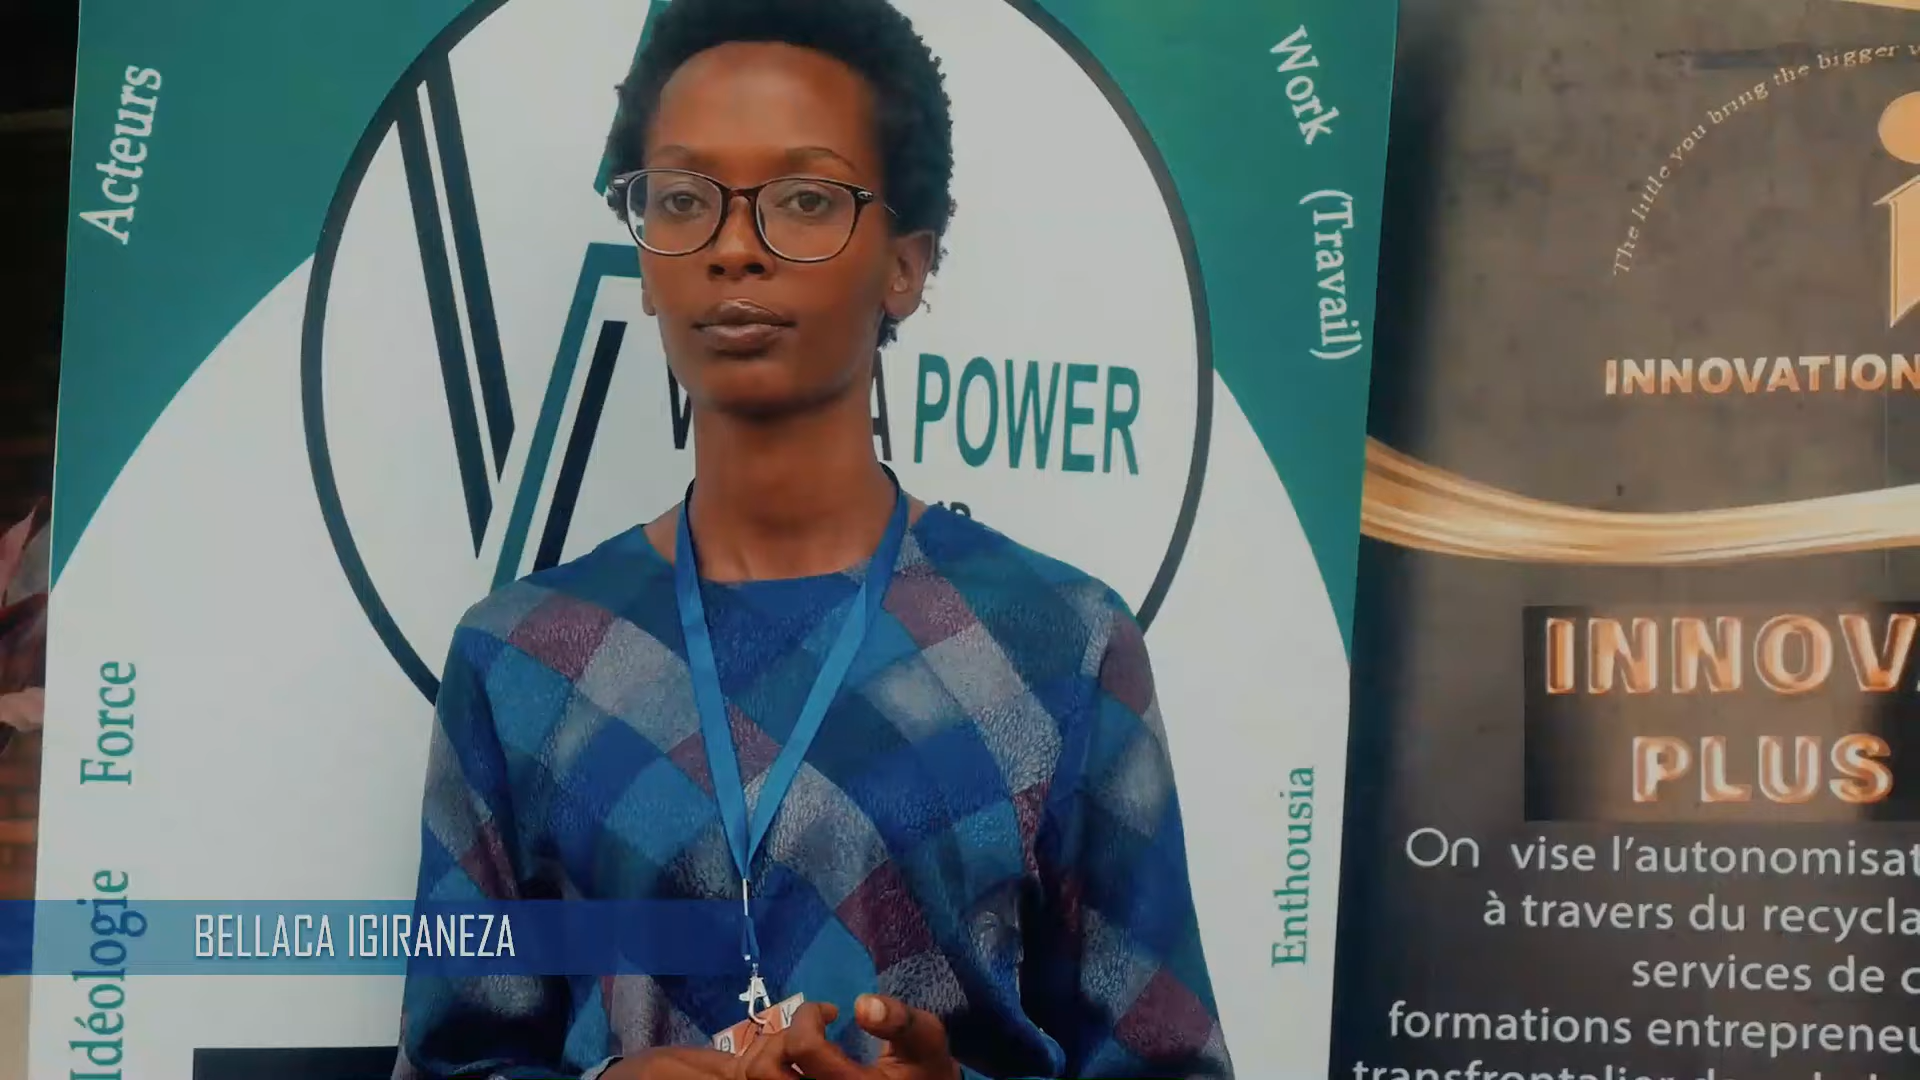 Acteurs
Force
Idéologie
Work (Travail)
Enthousia
POWER
BELLACA IGIRANEZA
The little you bring the bigger
INNOVATION
INNOV
PLUS
On vise l'autonomisat
à travers du recycla
services de c
formations entrepreneu